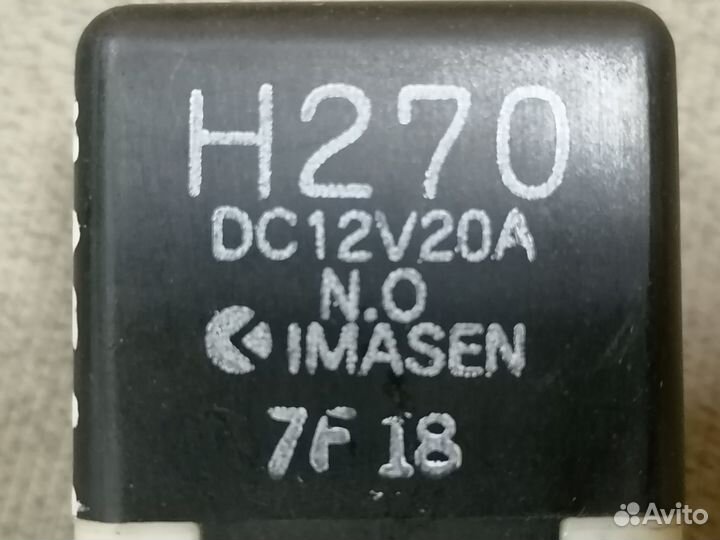 H270
DC12V20A
N.O
IMASEN
7F 18
Avito